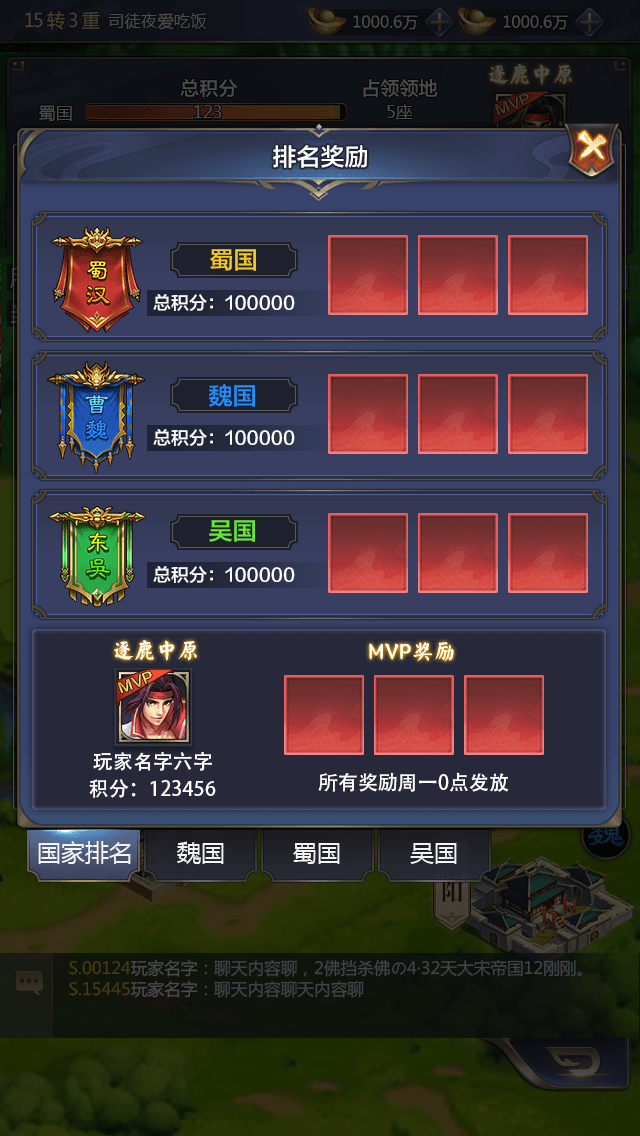 15转3重 司徒夜爱吃饭 1000.6万 1000.6万
逐鹿中原
总积分 占领领地
MVP
蜀国 123 5座
排名奖励
蜀汉
蜀国
总积分：100000
曹魏
魏国
总积分：100000
东吳
吴国
总积分：100000
逐鹿中原 MVP奖励
MVP
玩家名字六字
积分：123456
所有奖励周一0点发放
国家排名 魏国 蜀国 吴国
魏
阳
S.00124玩家名字：聊天内容聊，2佛挡杀佛の4·32天大宋帝国12刚刚。
S.15445玩家名字：聊天内容聊天内容聊